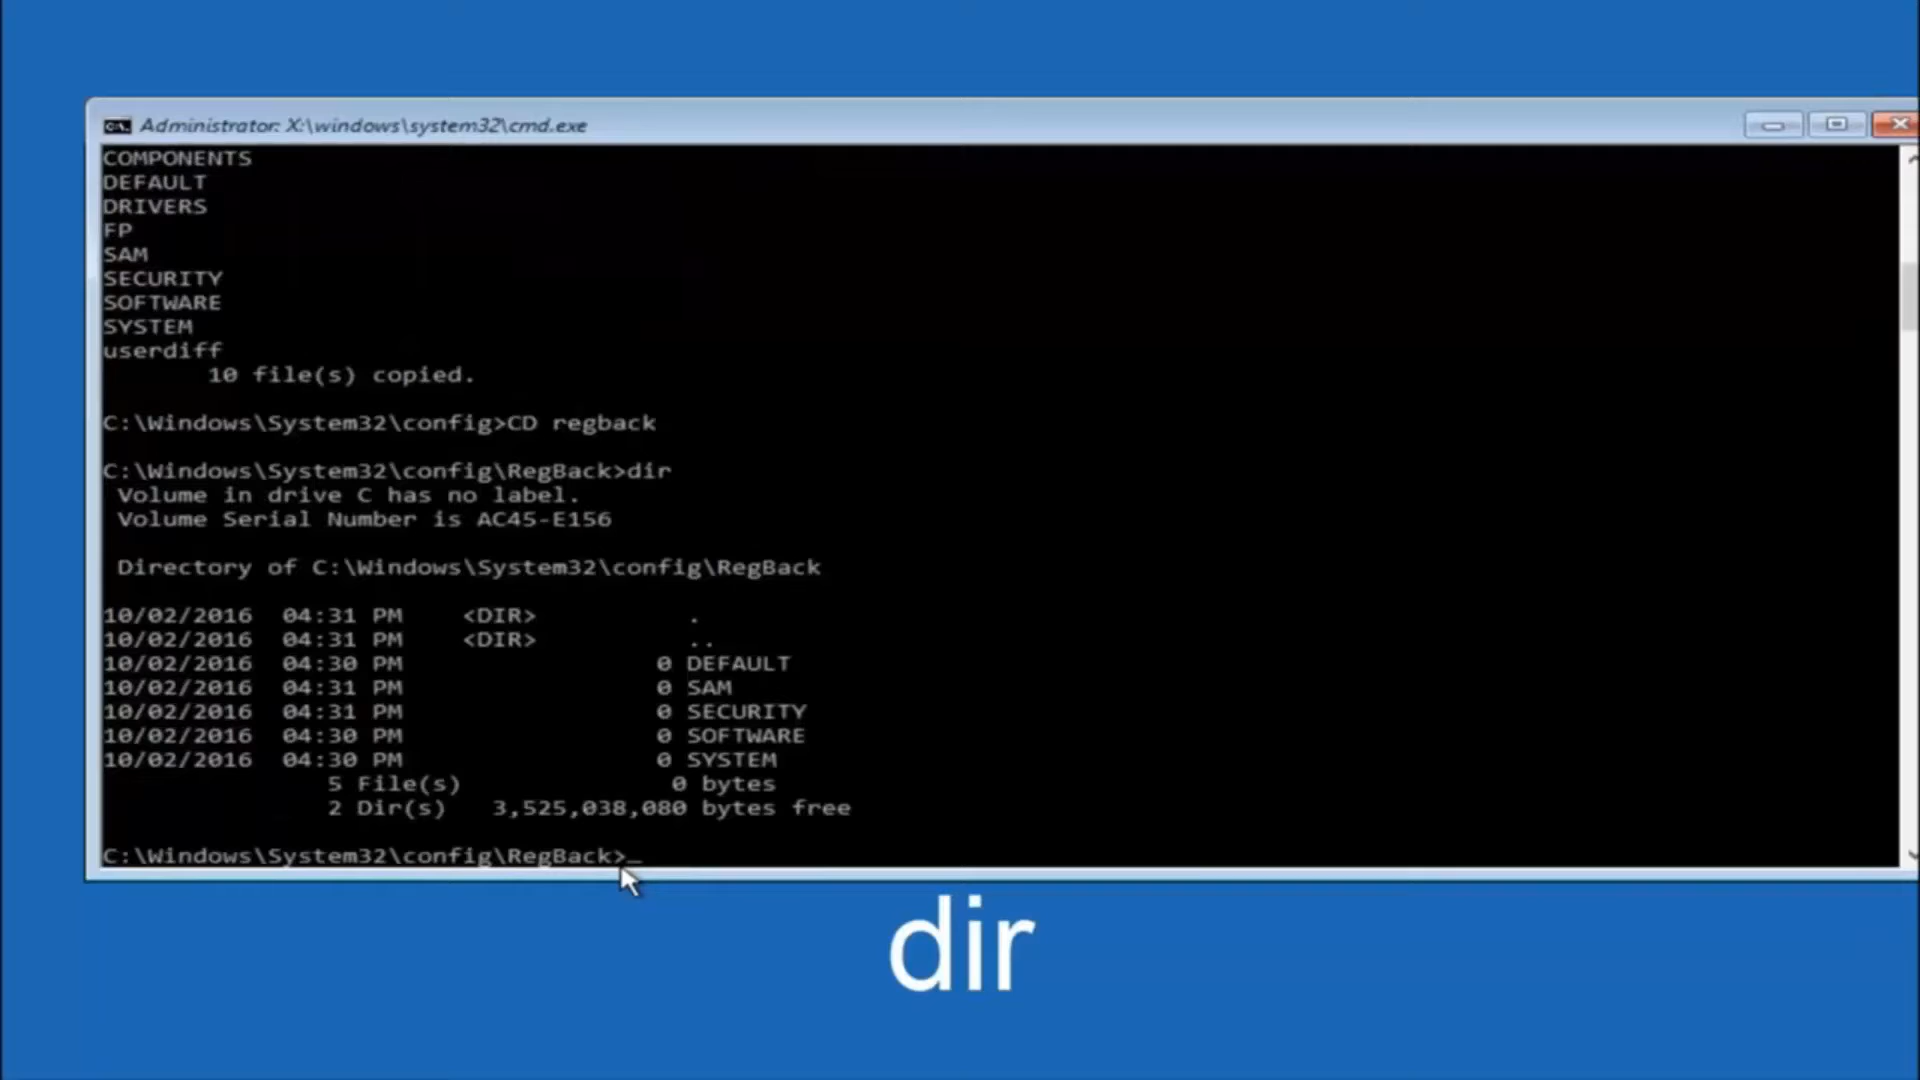 Administrator: X:\windows\system32\cmd.exe
COMPONENTS
DEFAULT
DRIVERS
FP
SAM
SECURITY
SOFTWARE
SYSTEM
userdiff
10 file(s) copied.
C:\Windows\System32\config>CD regback
C:\Windows\System32\config\RegBack>dir
Volume in drive C has no label.
Volume Serial Number is AC45-E156
Directory of C:\Windows\System32\config\RegBack
10/02/2016 04:31 PM <DIR> .
10/02/2016 04:31 PM <DIR> ..
10/02/2016 04:30 PM 0 DEFAULT
10/02/2016 04:31 PM 0 SAM
10/02/2016 04:31 PM 0 SECURITY
10/02/2016 04:30 PM 0 SOFTWARE
10/02/2016 04:30 PM 0 SYSTEM
5 File(s) 0 bytes
2 Dir(s) 3,525,038,080 bytes free
C:\Windows\System32\config\RegBack>_
dir